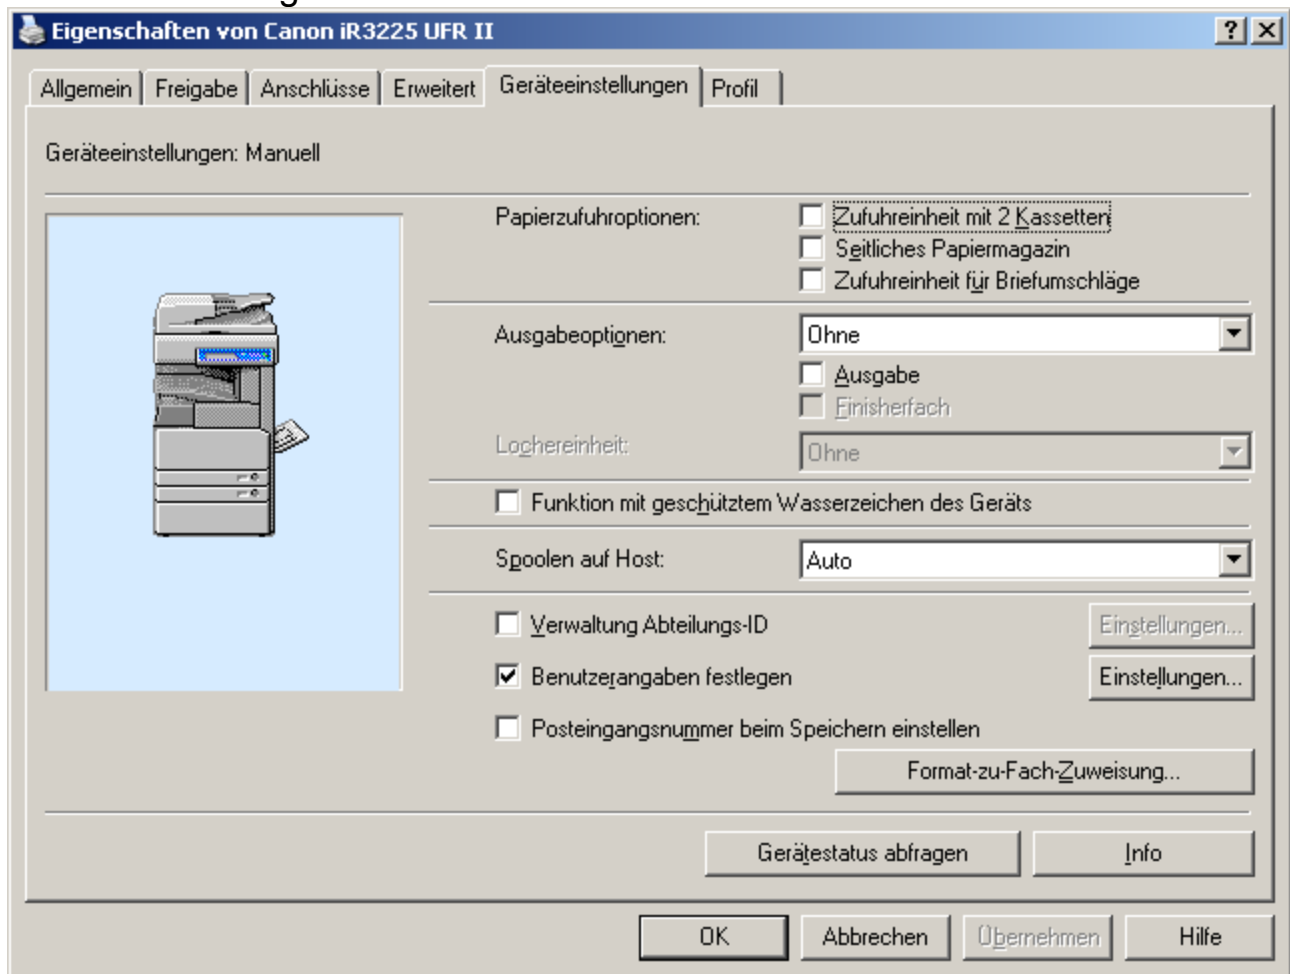 Eigenschaften von Canon iR3225 UFR II
Allgemein Freigabe Anschlüsse Erweitert Geräteeinstellungen Profil
Geräteeinstellungen: Manuell
Papierzufuhroptionen: Zufuhreinheit mit 2 Kassetten
Seitliches Papiermagazin
Zufuhreinheit für Briefumschläge
Ausgabeoptionen: Ohne
Ausgabe
Finisherfach
Lochereinheit: Ohne
Funktion mit geschütztem Wasserzeichen des Geräts
Spoolen auf Host: Auto
Verwaltung Abteilungs-ID Einstellungen...
Benutzerangaben festlegen Einstellungen...
Posteingangsnummer beim Speichern einstellen
Format-zu-Fach-Zuweisung...
Gerätestatus abfragen Info
OK Abbrechen Übernehmen Hilfe